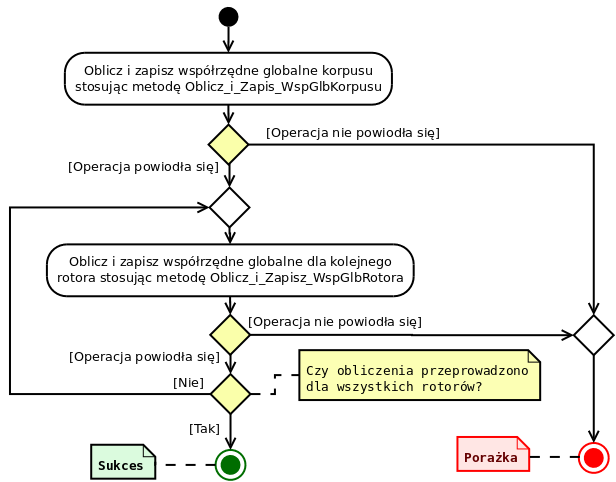 Oblicz i zapisz współrzędne globalne korpusu
stosując metodę Oblicz_i_Zapis_WspGlbKorpusu
[Operacja nie powiodła się]
[Operacja powiodła się]
Oblicz i zapisz współrzędne globalne dla kolejnego
rotora stosując metodę Oblicz_i_Zapisz_WspGlbRotora
[Operacja nie powiodła się]
[Operacja powiodła się]
Czy obliczenia przeprowadzono
dla wszystkich rotorów?
[Nie]
[Tak]
Sukces
Porażka